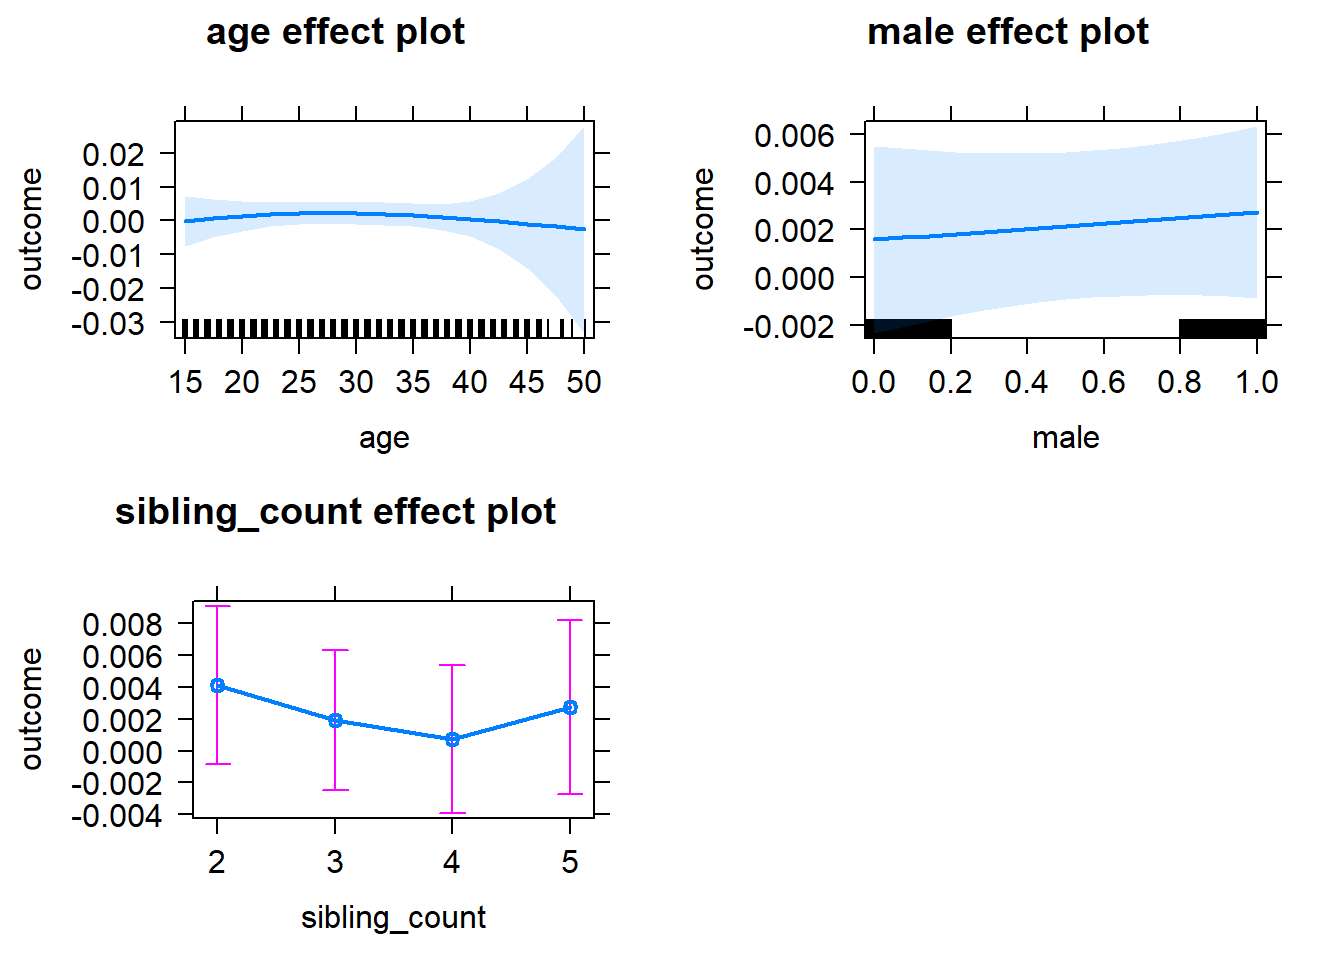 age effect plot
outcome
0.02
0.01
0.00
-0.01
-0.02
-0.03
15 20 25 30 35 40 45 50
age
male effect plot
outcome
0.006
0.004
0.002
0.000
-0.002
0.0 0.2 0.4 0.6 0.8 1.0
male
sibling_count effect plot
outcome
0.008
0.006
0.004
0.002
0.000
-0.002
-0.004
2 3 4 5
sibling_count